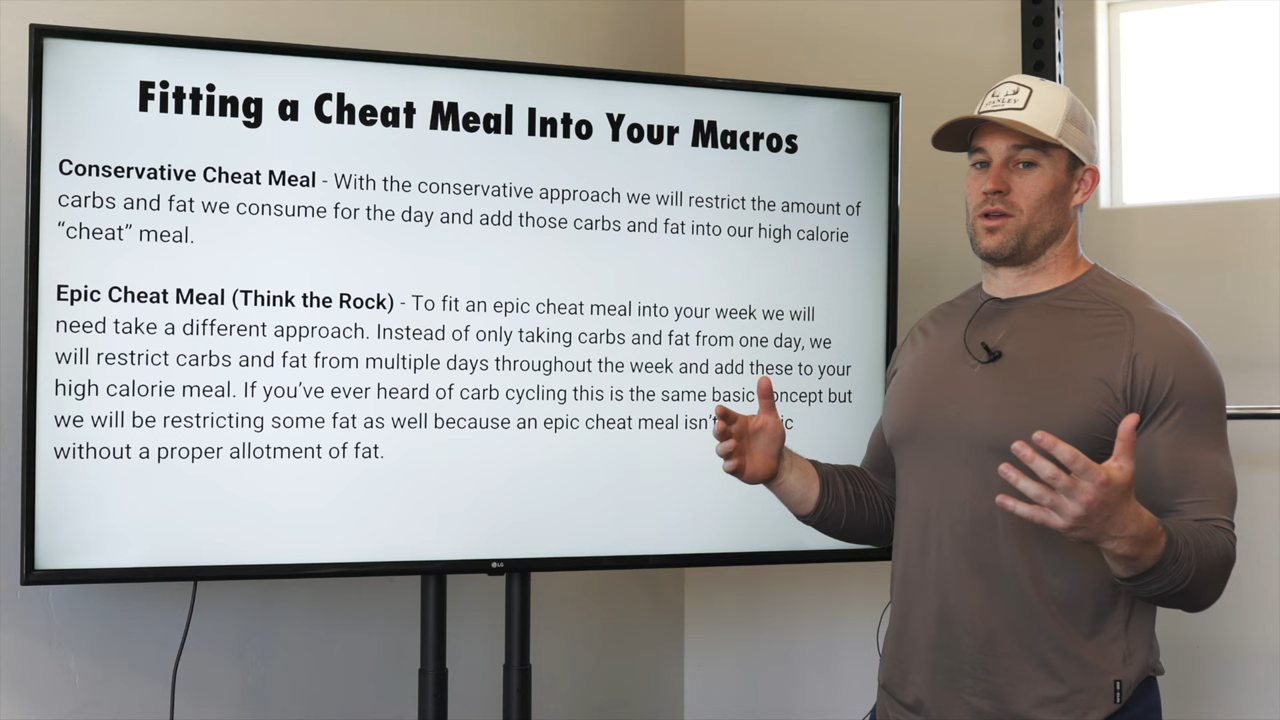 Fitting a Cheat Meal Into Your Macros
Conservative Cheat Meal - With the conservative approach we will restrict the amount of
carbs and fat we consume for the day and add those carbs and fat into our high calorie
“cheat” meal.
Epic Cheat Meal (Think the Rock) - To fit an epic cheat meal into your week we will
need take a different approach. Instead of only taking carbs and fat from one day, we
will restrict carbs and fat from multiple days throughout the week and add these to your
high calorie meal. If you’ve ever heard of carb cycling this is the same basic but
we will be restricting some fat as well because an epic cheat meal
without a proper allotment of fat.
LG
STANLEY